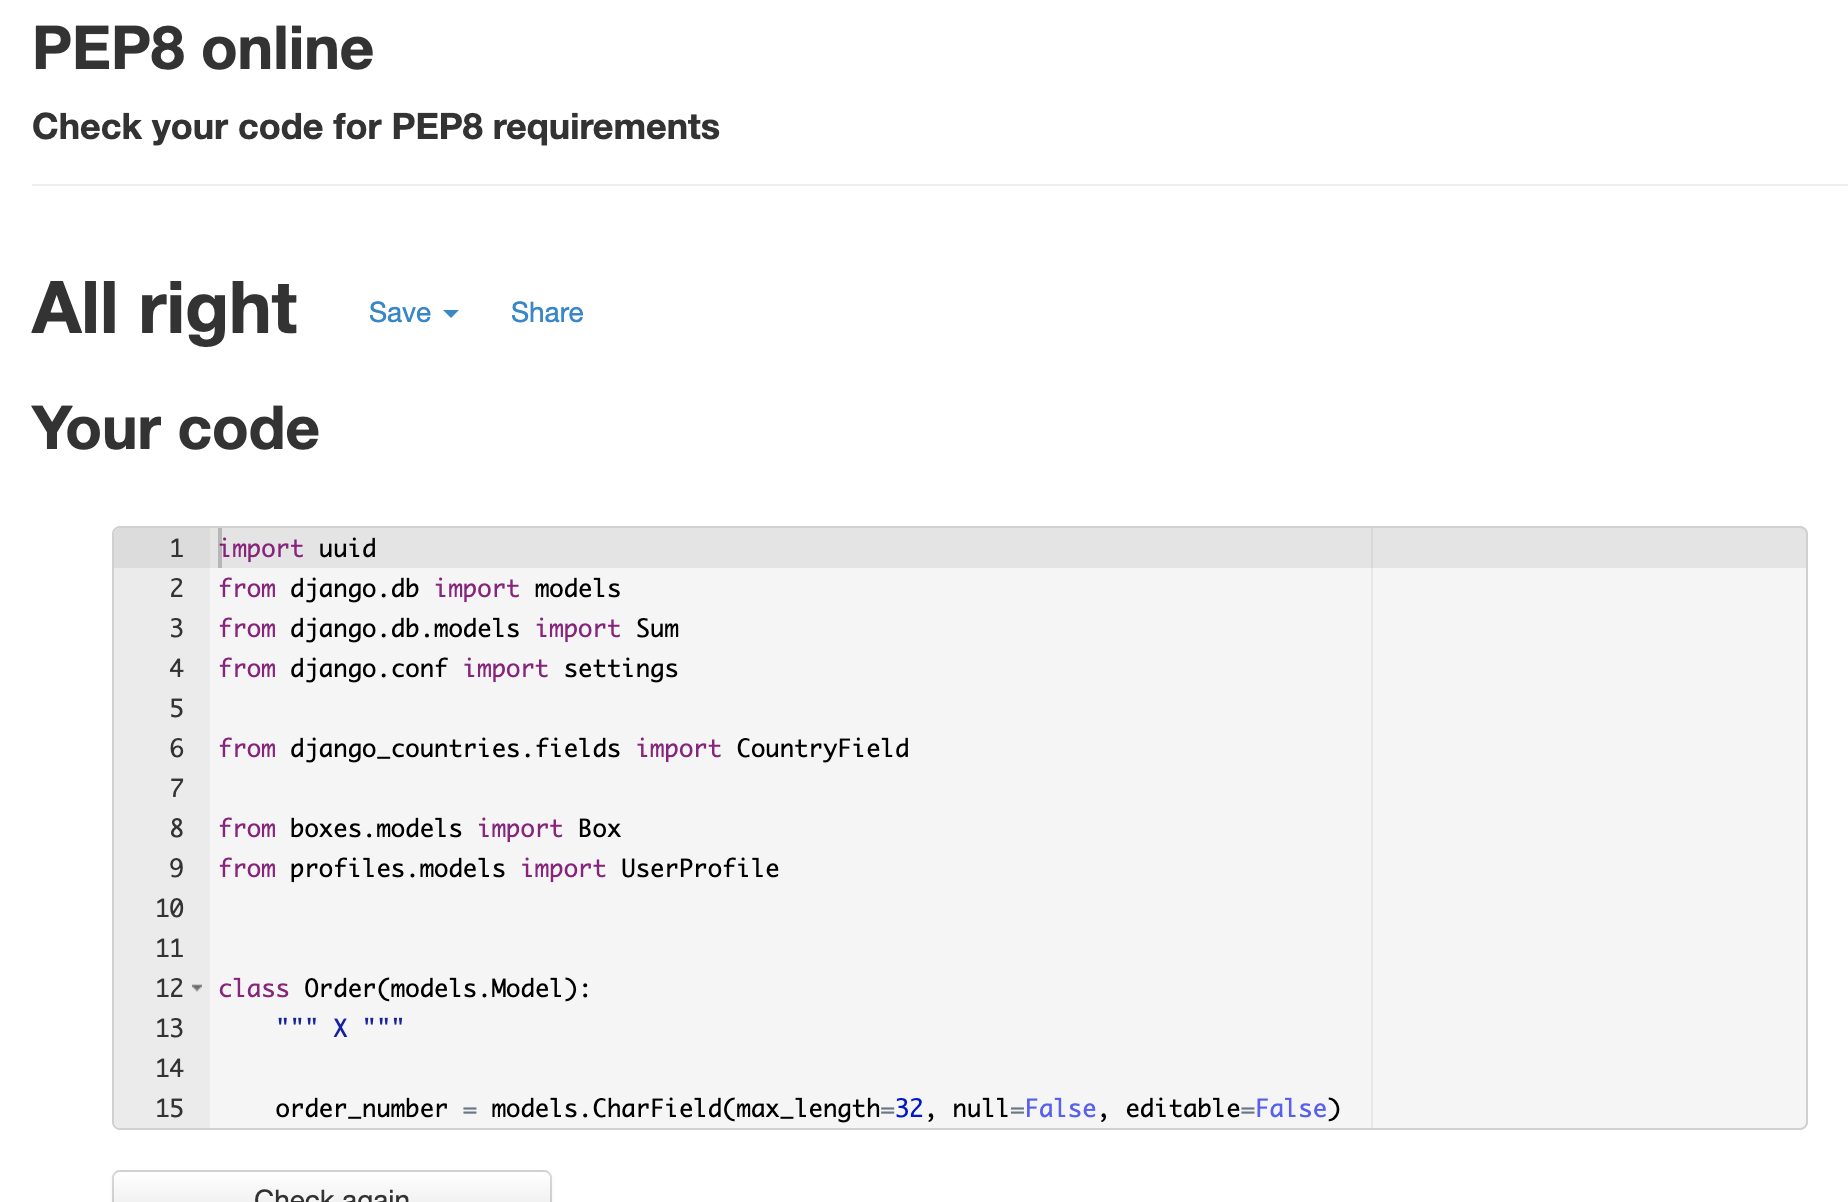 PEP8 online
Check your code for PEP8 requirements
All right Save Share
Your code
1 import uuid
2 from django.db import models
3 from django.db.models import Sum
4 from django.conf import settings
5
6 from django_countries.fields import CountryField
7
8 from boxes.models import Box
9 from profiles.models import UserProfile
10
11
12 class Order(models.Model):
13     """ X """
14
15     order_number = models.CharField(max_length=32, null=False, editable=False)
Check again